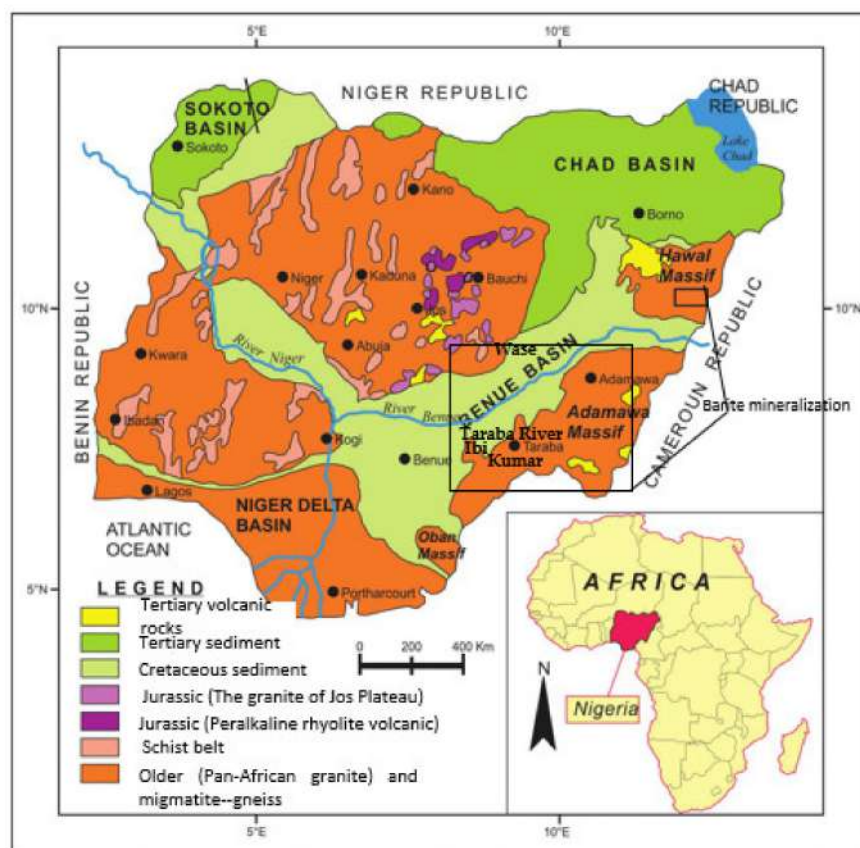 5°E
10°E
NIGER REPUBLIC
CHAD
REPUBLIC
SOKOTO
BASIN
Sokoto
Lake
Chad
CHAD BASIN
Kano
Borno
Hawal
Massif
Niger
Kaduna
Bauchi
Jos
10°N
10°N
BENIN REPUBLIC
River Niger
Abuja
Wase
Kwara
BENUE BASIN
CAMEROUN REPUBLIC
Adamawa
Barite mineralization
River Benue
Adamawa
Massif
Ibadan
Kogi
Taraba River
Ibi
Taraba
Kumar
Benue
Lagos
NIGER DELTA
BASIN
ATLANTIC
OCEAN
Oban
Massif
5°N
Portharcourt
LEGEND
Tertiary volcanic
rocks
Tertiary sediment
Cretaceous sediment
Jurassic (The granite of Jos Plateau)
Jurassic (Peralkaline rhyolite volcanic)
Schist belt
Older (Pan-African granite) and
migmatite--gneiss
0 200 400 Km
AFRICA
N
Nigeria
5°E
10°E